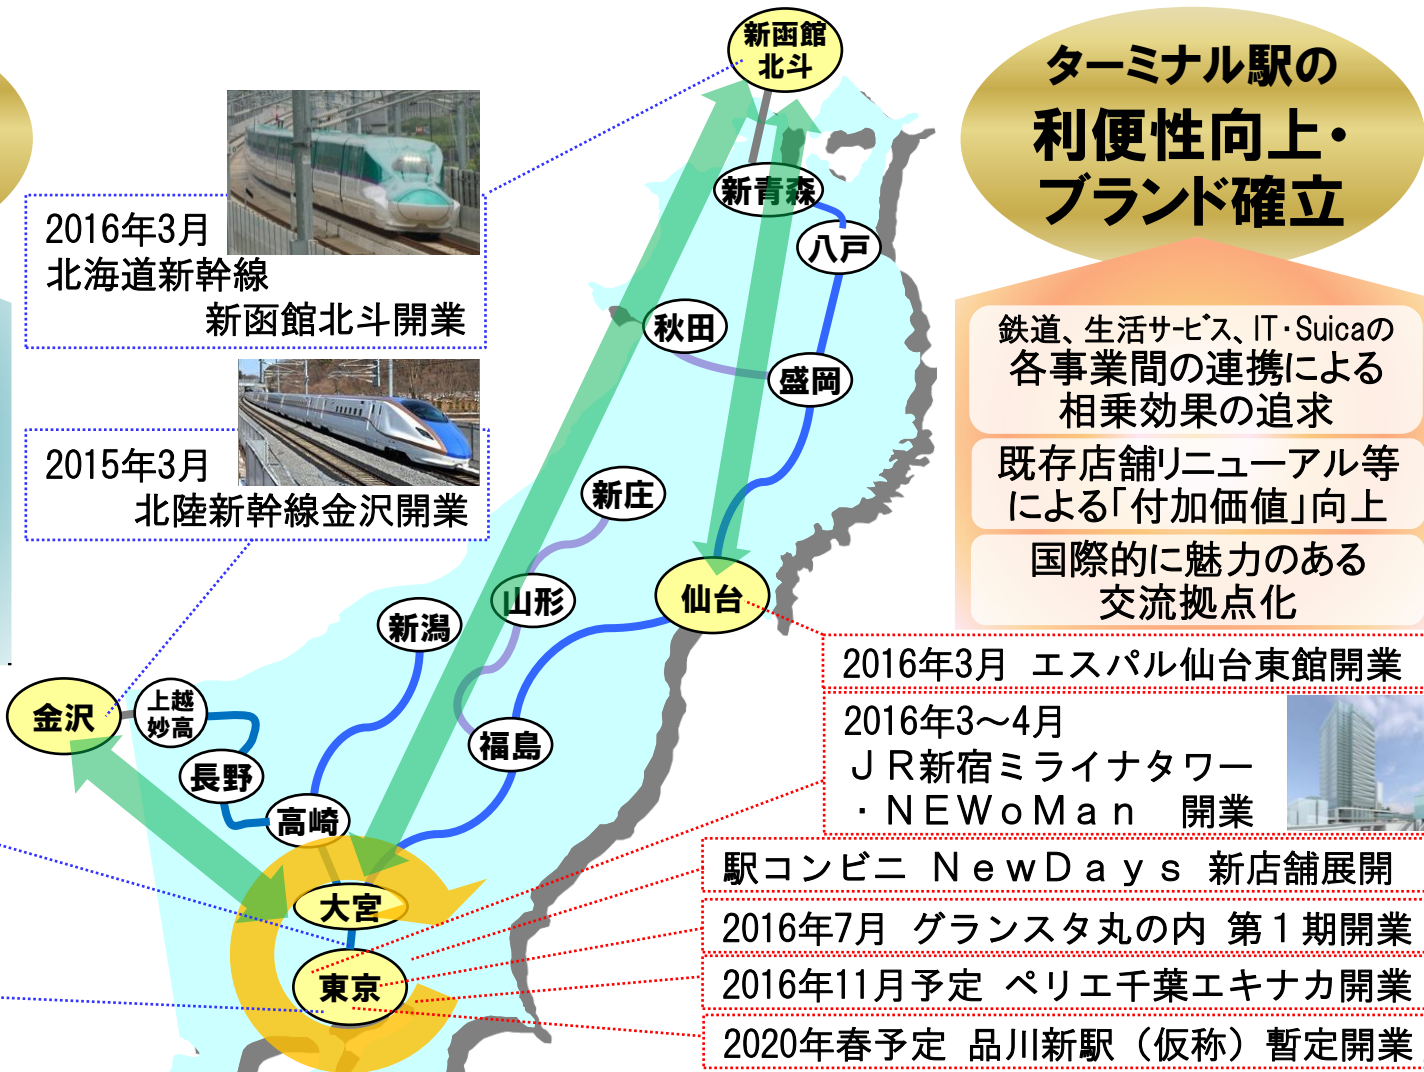 新函館
北斗
ターミナル駅の
利便性向上・
ブランド確立
2016年3月
北海道新幹線
新函館北斗開業
新青森
八戸
秋田
盛岡
鉄道、生活サービス、IT・Suicaの
各事業間の連携による
相乗効果の追求
2015年3月
北陸新幹線金沢開業
既存店舗リニューアル等
による「付加価値」向上
国際的に魅力のある
交流拠点化
新庄
山形
仙台
新潟
金沢
上越
妙高
長野
福島
高崎
大宮
東京
2016年3月 エスパル仙台東館開業
2016年3～4月
ＪＲ新宿ミライナタワー
・ＮＥＷｏＭａｎ 開業
駅コンビニ ＮｅｗＤａｙｓ 新店舗展開
2016年7月 グランスタ丸の内 第１期開業
2016年11月予定 ペリエ千葉エキナカ開業
2020年春予定 品川新駅（仮称）暫定開業